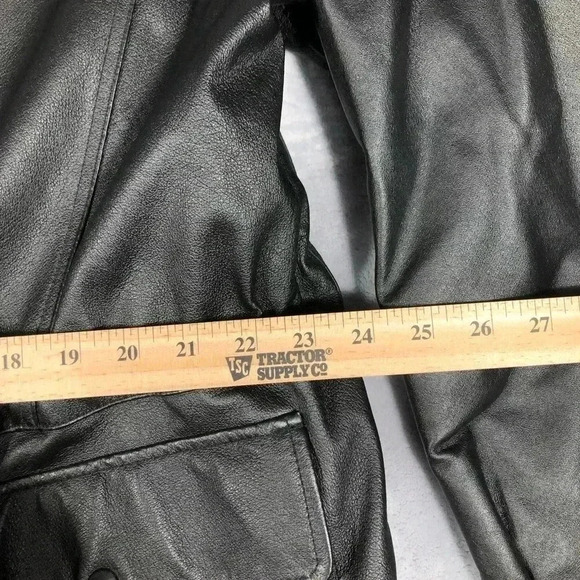 18 19 20 21 22 23 24 25 26 27
TSC TRACTOR®
SUPPLY CO